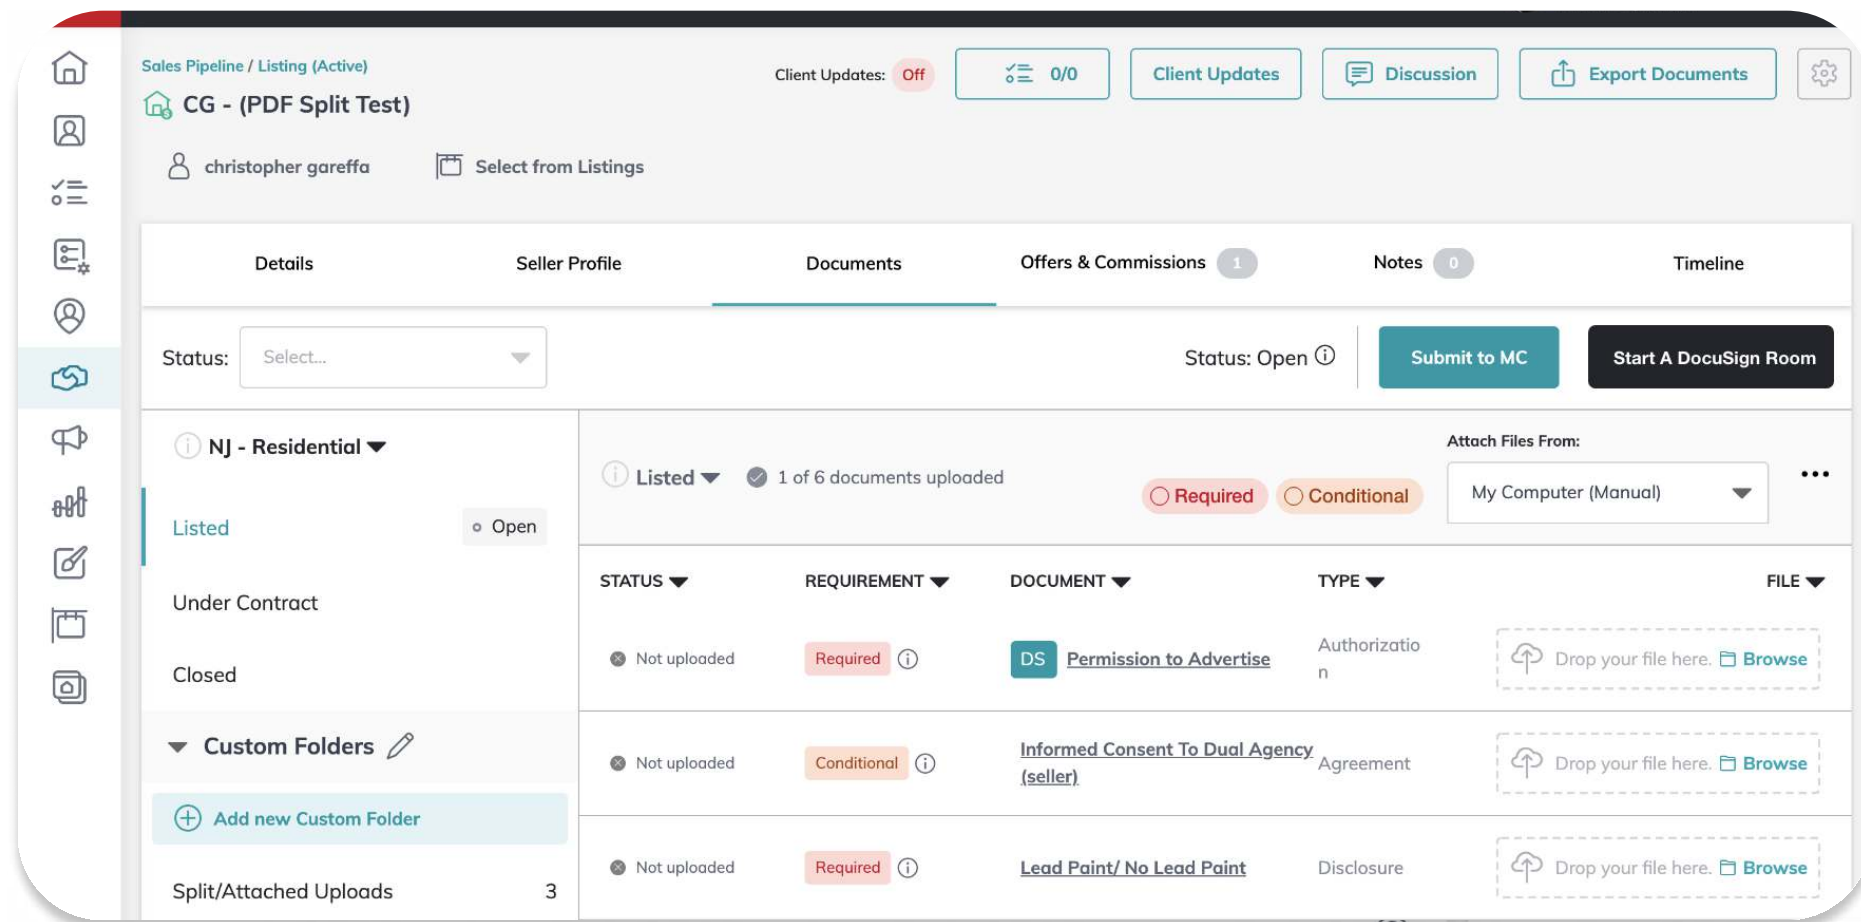 Sales Pipeline / Listing (Active)
CG - (PDF Split Test)
Client Updates: Off
0/0
Client Updates
Discussion
Export Documents
christopher gareffa
Select from Listings
Details
Seller Profile
Documents
Offers & Commissions 1
Notes 0
Timeline
Status: Select...
Status: Open
Submit to MC
Start A DocuSign Room
NJ - Residential
Listed
Open
Under Contract
Closed
Custom Folders
Add new Custom Folder
Split/Attached Uploads 3
Listed
1 of 6 documents uploaded
Required
Conditional
Attach Files From:
My Computer (Manual)
STATUS REQUIREMENT DOCUMENT TYPE FILE
Not uploaded Required DS Permission to Advertise Authorizatio
n
Drop your file here. Browse
Not uploaded Conditional Informed Consent To Dual Agency
(seller)
Agreement Drop your file here. Browse
Not uploaded Required Lead Paint/ No Lead Paint Disclosure Drop your file here. Browse